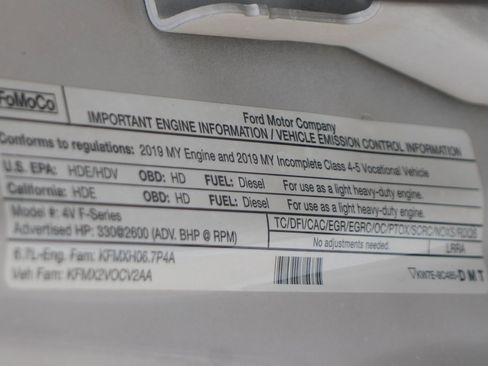 FoMoCo
Ford Motor Company
IMPORTANT ENGINE INFORMATION / VEHICLE EMISSION CONTROL INFORMATION
Conforms to regulations: 2019 MY Engine and 2019 MY Incomplete Class 4-5 Vocational Vehicle
U.S. EPA: HDE/HDV OBD: HD FUEL: Diesel For use as a light heavy-duty engine.
California: HDE OBD: HD FUEL: Diesel For use as a light heavy-duty engine.
Model #: 4V F-Series
Advertised HP: 330@2600 (ADV. BHP @ RPM)
TC/DFI/CAC/EGR/EGRC/OC/PTOX/SCRC/NOXS/RDQS
No adjustments needed. LRRA
6.7L-Eng. Fam: KFMXH06.7P4A
Veh Fam: KFMX2VOCV2AA
DMT